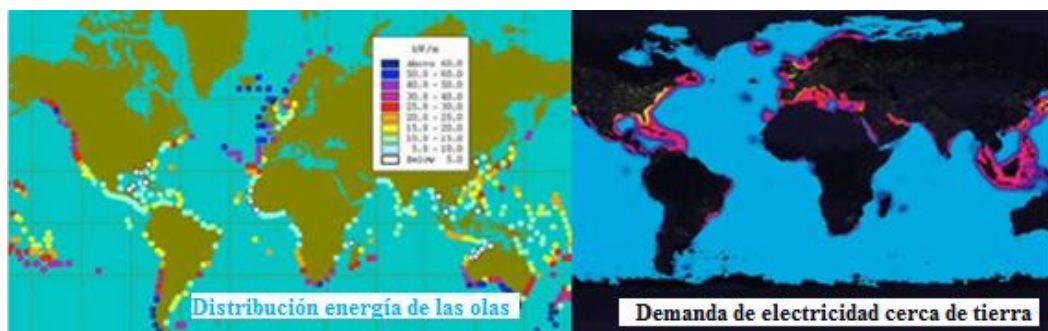 kW/m
Above 60.0
50.0 - 60.0
40.0 - 50.0
30.0 - 40.0
25.0 - 30.0
20.0 - 25.0
15.0 - 20.0
10.0 - 15.0
5.0 - 10.0
Below 5.0
Distribución energía de las olas
Demanda de electricidad cerca de tierra